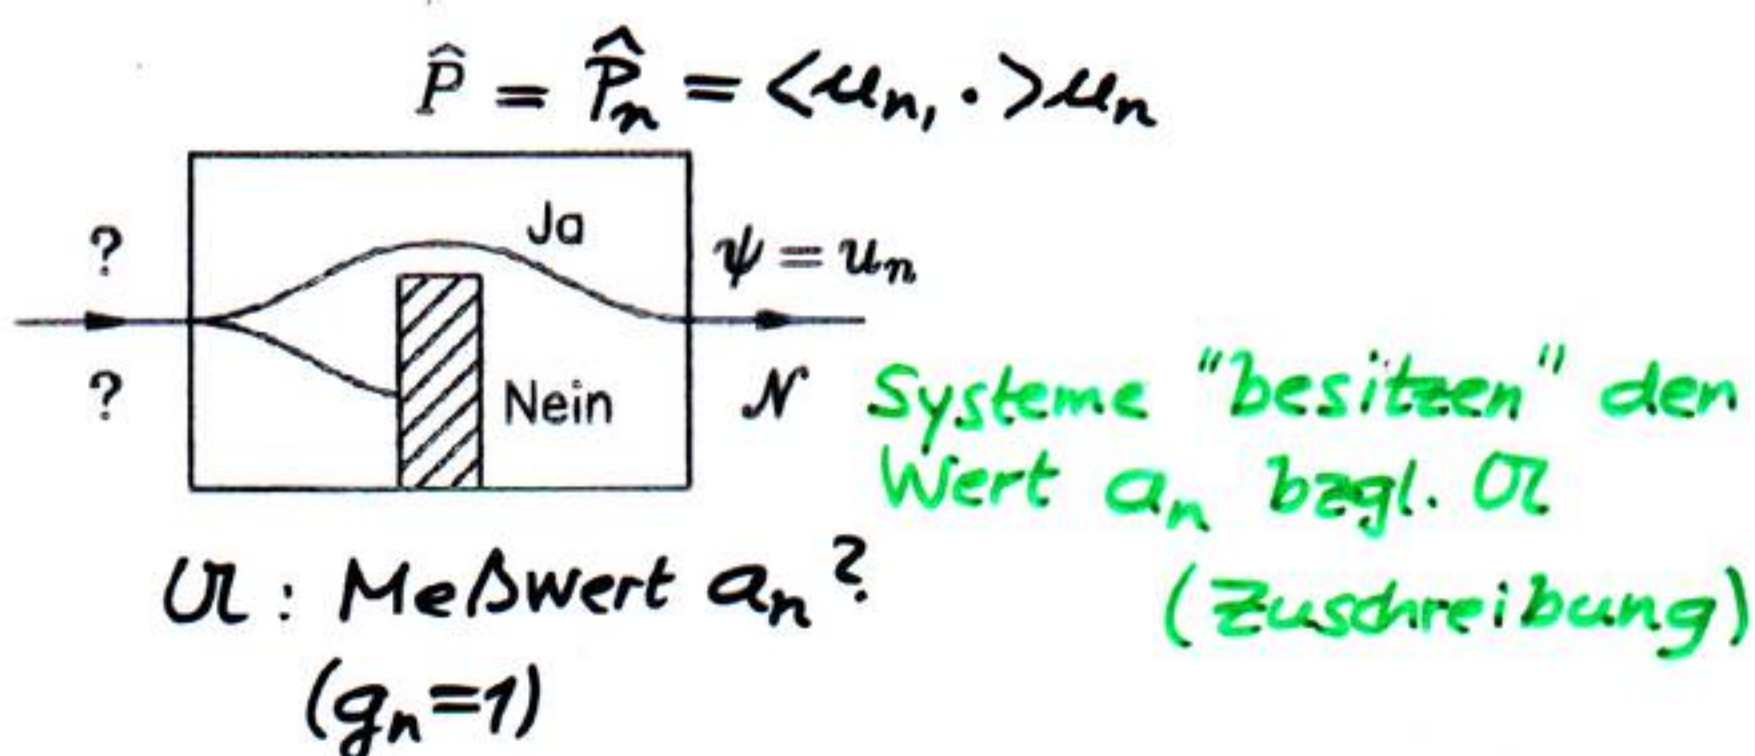 P̂ = P̂ₙ = <uₙ, ·>uₙ
?
Ja
ψ = uₙ
?
Nein
𝒩 Systeme "besitzen" den
Wert aₙ bzgl. 𝔄
(Zuschreibung)
𝔄 : Meßwert aₙ?
(gₙ=1)